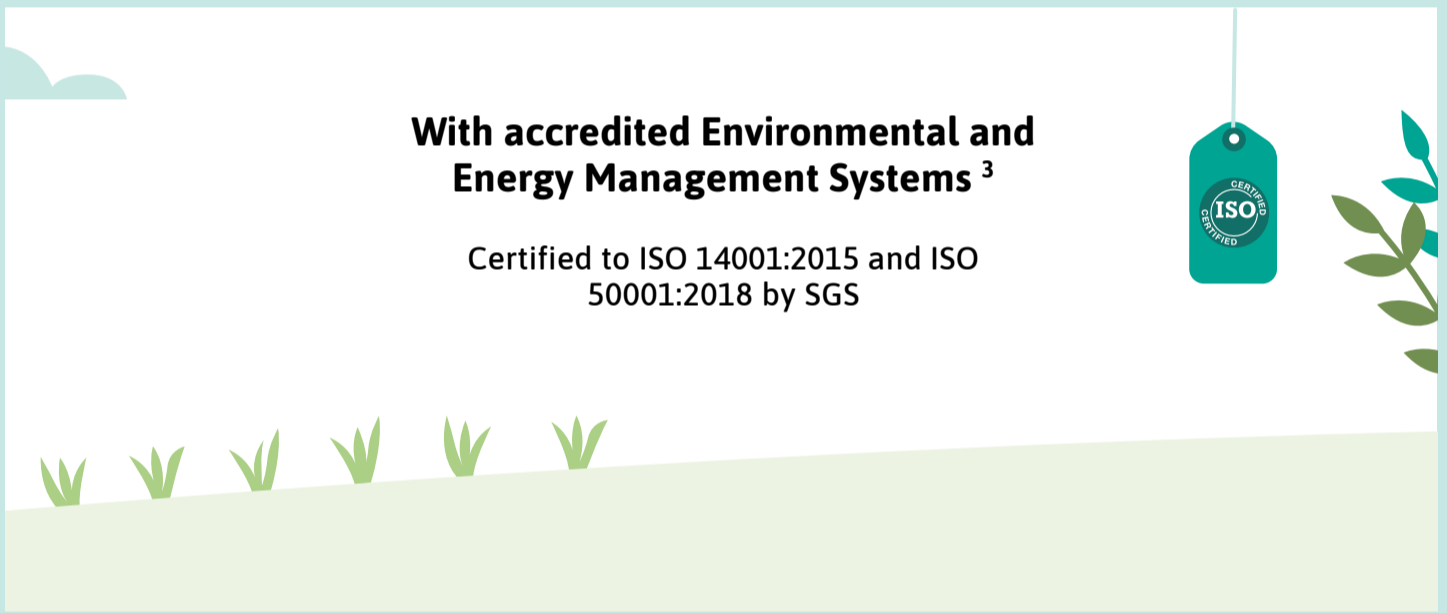 With accredited Environmental and
Energy Management Systems ³
Certified to ISO 14001:2015 and ISO
50001:2018 by SGS
CERTIFIED
ISO
CERTIFIED